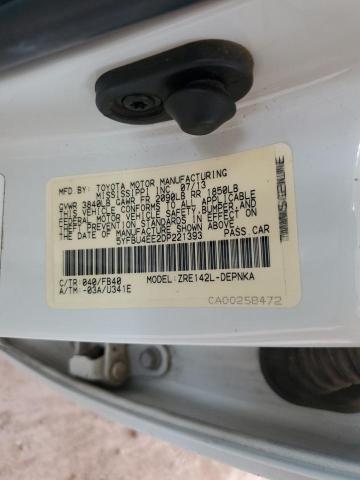 MFD. BY: TOYOTA MOTOR MANUFACTURING
MISSISSIPPI, INC. 07/13
GVWR 3840LB GAWR FR 2090LB RR 1850LB
THIS VEHICLE CONFORMS TO ALL APPLICABLE
FEDERAL MOTOR VEHICLE SAFETY, BUMPER, AND
THEFT PREVENTION STANDARDS IN EFFECT ON
THE DATE OF MANUFACTURE SHOWN ABOVE.
5YFBU4EE2DP221393 PASS CAR
C/TR: 040/FB40 MODEL: ZRE142L-DEPNKA
A/TM: -03A/U341E
CA00258472